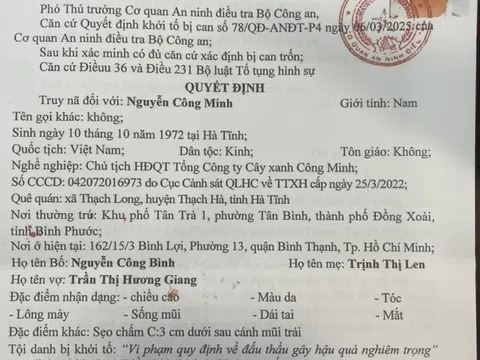 Phó Thủ trưởng Cơ quan An ninh điều tra Bộ Công an,
Căn cứ Quyết định khởi tố bị can số 78/QĐ-ANĐT-P4 ngày 06/03/2025 của
Cơ quan An ninh điều tra Bộ Công an;
Sau khi xác minh có đủ căn cứ xác định bị can trốn;
Căn cứ Điềuu 36 và Điều 231 Bộ luật Tố tụng hình sự
QUYẾT ĐỊNH
Truy nã đối với: Nguyễn Công Minh Giới tính: Nam
Tên gọi khác: không;
Sinh ngày 10 tháng 10 năm 1972 tại Hà Tĩnh;
Quốc tịch: Việt Nam; Dân tộc: Kinh; Tôn giáo: Không;
Nghề nghiệp: Chủ tịch HĐQT Tổng Công ty Cây xanh Công Minh;
Số CCCD: 042072016973 do Cục Cảnh sát QLHC về TTXH cấp ngày 25/3/2022;
Quê quán: xã Thạch Long, huyện Thạch Hà, tỉnh Hà Tĩnh
Nơi thường trú: Khu phố Tân Trà 1, phường Tân Bình, thành phố Đồng Xoài,
tỉnh Bình Phước;
Nơi ở hiện tại: 162/15/3 Bình Lợi, Phường 13, quận Bình Thạnh, Tp. Hồ Chí Minh;
Họ tên Bố: Nguyễn Công Bình Họ tên mẹ: Trịnh Thị Len
Họ tên vợ: Trần Thị Hương Giang
Đặc điểm nhận dạng: - chiều cao - Màu da - Tóc
- Lông mày - Sống mũi - Dái tai - Mắt
Đặc điểm khác: Sẹo chấm C:3 cm dưới sau cánh mũi trái
Tội danh bị khởi tố: "Vi phạm quy định về đấu thầu gây hậu quả nghiêm trọng"